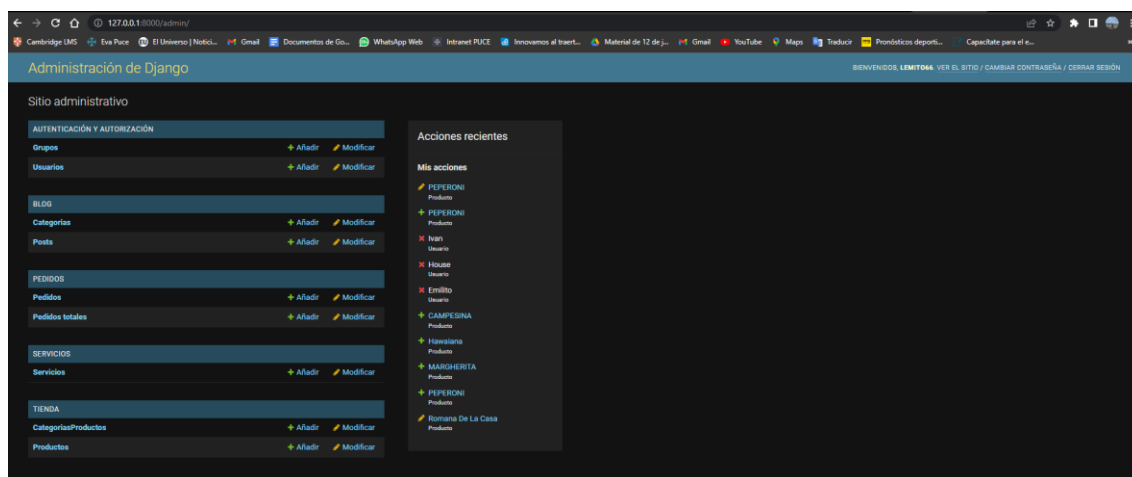 127.0.0.1:8000/admin/
Cambridge LMS Eva Puce El Universo | Notici... Gmail Documentos de Go... WhatsApp Web Intranet PUCE Innovamos al traert... Material de 12 de j... Gmail YouTube Maps Traducir Pronósticos deporti... Capacítate para el e...
Administración de Django
BIENVENIDOS, LEMITO66. VER EL SITIO / CAMBIAR CONTRASEÑA / CERRAR SESIÓN
Sitio administrativo
AUTENTICACIÓN Y AUTORIZACIÓN
Grupos + Añadir Modificar
Usuarios + Añadir Modificar
BLOG
Categorias + Añadir Modificar
Posts + Añadir Modificar
PEDIDOS
Pedidos + Añadir Modificar
Pedidos totales + Añadir Modificar
SERVICIOS
Servicios + Añadir Modificar
TIENDA
CategoriasProductos + Añadir Modificar
Productos + Añadir Modificar
Acciones recientes
Mis acciones
PEPERONI
Producto
+ PEPERONI
Producto
Ivan
Usuario
House
Usuario
Emilito
Usuario
+ CAMPESINA
Producto
+ Hawaiana
Producto
+ MARGHERITA
Producto
+ PEPERONI
Producto
Romana De La Casa
Producto